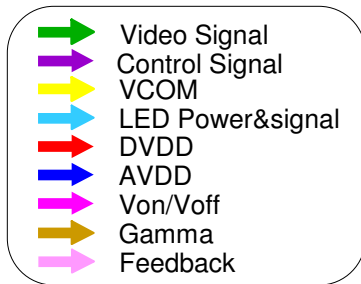 Video Signal
Control Signal
VCOM
LED Power&signal
DVDD
AVDD
Von/Voff
Gamma
Feedback